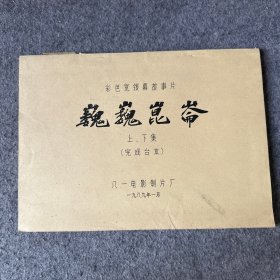 彩色宽银幕故事片
巍巍昆崙
上、下集
(完成台本)
八一电影制片厂
一九八九年一月